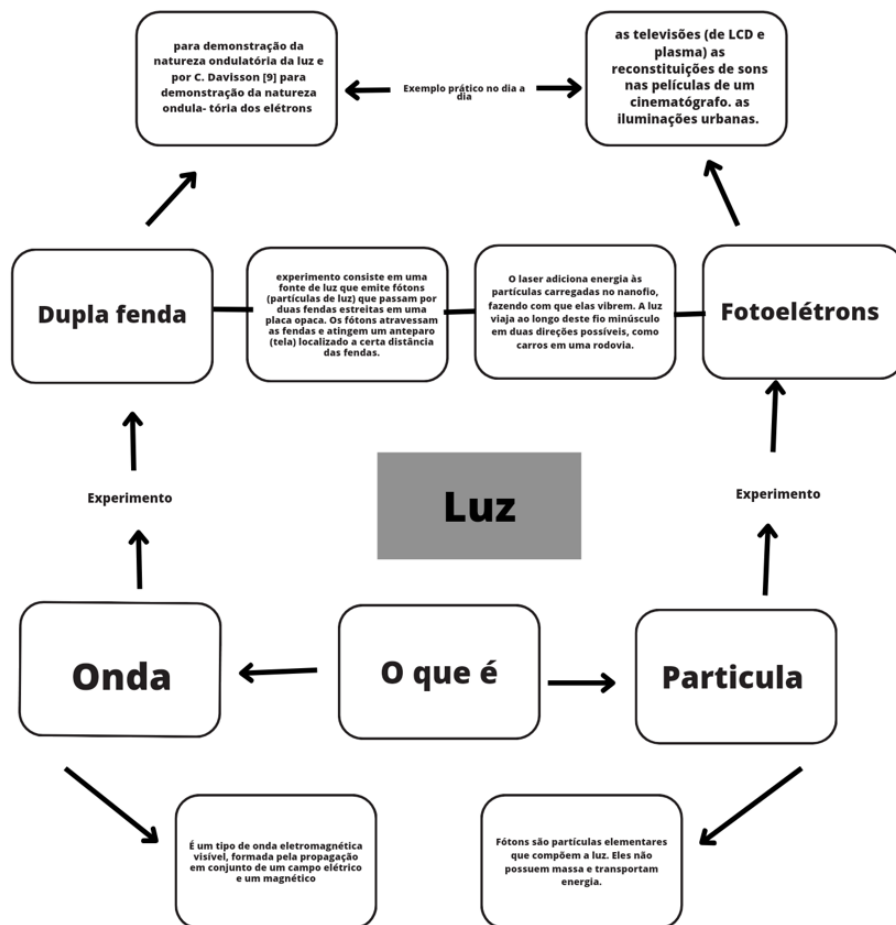 para demonstração da
natureza ondulatória da luz e
por C. Davisson [9] para
demonstração da natureza
ondula- tória dos elétrons
Exemplo prático no dia a
dia
as televisões (de LCD e
plasma) as
reconstituições de sons
nas películas de um
cinematógrafo. as
iluminações urbanas.
Dupla fenda
experimento consiste em uma
fonte de luz que emite fótons
(partículas de luz) que passam por
duas fendas estreitas em uma
placa opaca. Os fótons atravessam
as fendas e atingem um anteparo
(tela) localizado a certa distância
das fendas.
O laser adiciona energia às
partículas carregadas no nanofio,
fazendo com que elas vibrem. A luz
viaja ao longo deste fio minúsculo
em duas direções possíveis, como
carros em uma rodovia.
Fotoelétrons
Experimento
Luz
Experimento
Onda
O que é
Particula
É um tipo de onda eletromagnética
visível, formada pela propagação
em conjunto de um campo elétrico
e um magnético
Fótons são partículas elementares
que compõem a luz. Eles não
possuem massa e transportam
energia.